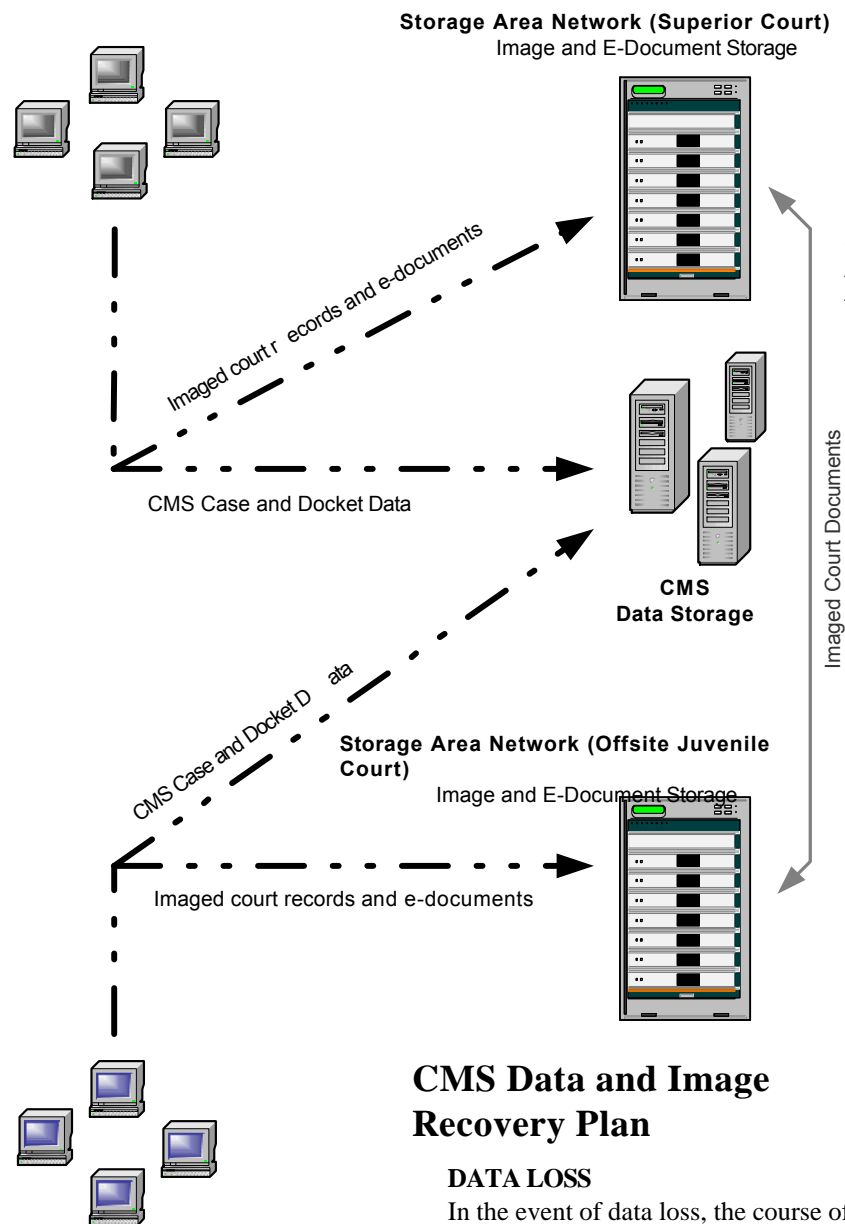 Storage Area Network (Superior Court)
Image and E-Document Storage
Imaged court r ecords and e-documents
CMS Case and Docket Data
CMS
Data Storage
Imaged Court Documents
CMS Case and Docket D ata
Storage Area Network (Offsite Juvenile
Court)
Image and E-Document Storage
Imaged court records and e-documents
CMS Data and Image
Recovery Plan
DATA LOSS
In the event of data loss, the course of